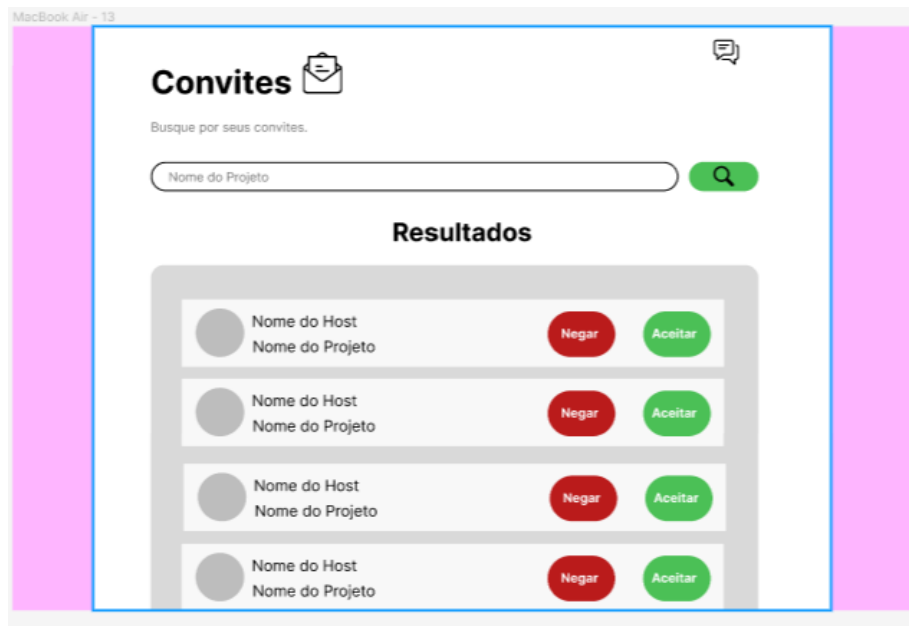 MacBook Air - 13
Convites
Busque por seus convites.
Nome do Projeto
Resultados
Nome do Host
Nome do Projeto
Negar
Aceitar
Nome do Host
Nome do Projeto
Negar
Aceitar
Nome do Host
Nome do Projeto
Negar
Aceitar
Nome do Host
Nome do Projeto
Negar
Aceitar